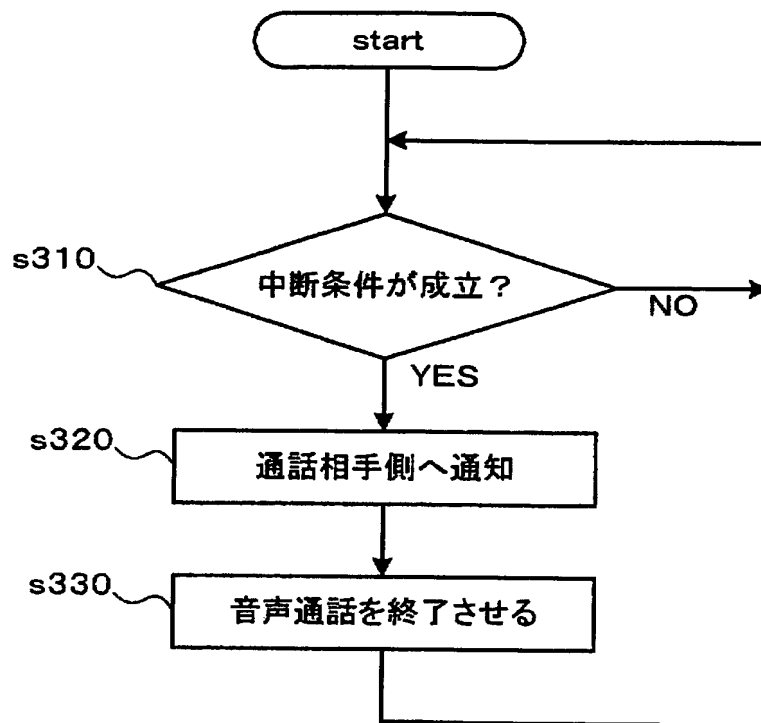 start
s310
中断条件が成立？
NO
YES
s320
通話相手側へ通知
s330
音声通話を終了させる